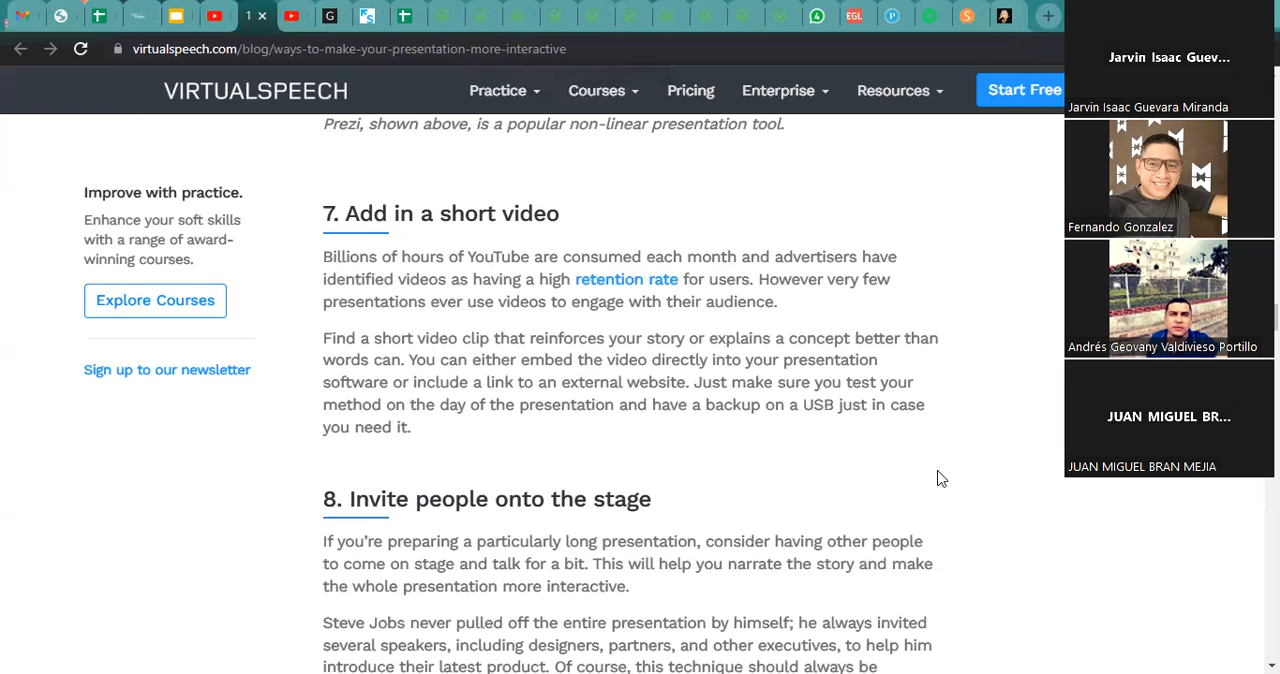 1
G
4
EGL
P
S
virtualspeech.com/blog/ways-to-make-your-presentation-more-interactive
VIRTUALSPEECH
Practice
Courses
Pricing
Enterprise
Resources
Start Free
Prezi, shown above, is a popular non-linear presentation tool.
Improve with practice.
Enhance your soft skills
with a range of award-
winning courses.
Explore Courses
Sign up to our newsletter
7. Add in a short video
Billions of hours of YouTube are consumed each month and advertisers have
identified videos as having a high retention rate for users. However very few
presentations ever use videos to engage with their audience.
Find a short video clip that reinforces your story or explains a concept better than
words can. You can either embed the video directly into your presentation
software or include a link to an external website. Just make sure you test your
method on the day of the presentation and have a backup on a USB just in case
you need it.
8. Invite people onto the stage
If you’re preparing a particularly long presentation, consider having other people
to come on stage and talk for a bit. This will help you narrate the story and make
the whole presentation more interactive.
Steve Jobs never pulled off the entire presentation by himself; he always invited
several speakers, including designers, partners, and other executives, to help him
introduce their latest product. Of course, this technique should always be
Jarvin Isaac Guev...
Jarvin Isaac Guevara Miranda
Fernando Gonzalez
Andrés Geovany Valdivieso Portillo
JUAN MIGUEL BR...
JUAN MIGUEL BRAN MEJIA